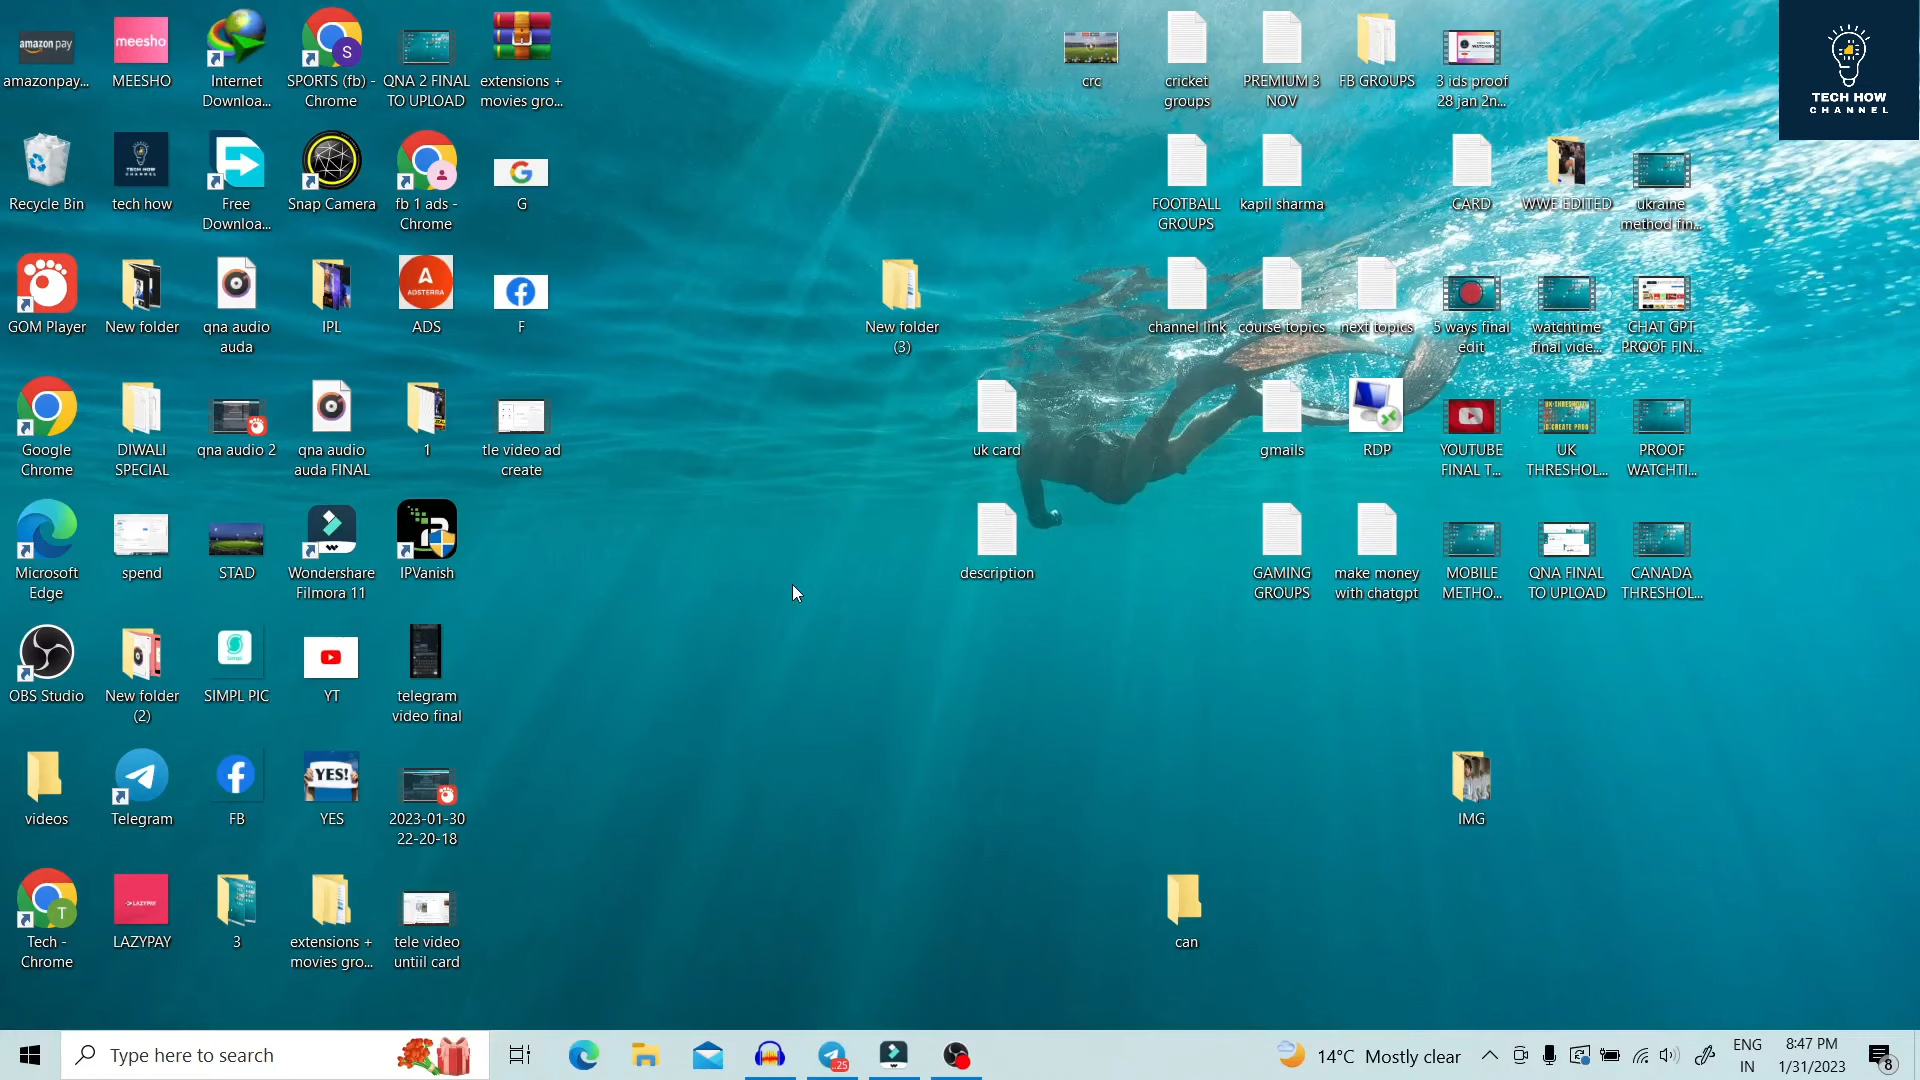 amazon pay
amazonpay...
meesho
MEESHO
Internet
Downloa...
S
SPORTS (fb) -
Chrome
QNA 2 FINAL
TO UPLOAD
extensions +
movies gro...
crc
cricket
groups
PREMIUM 3
NOV
FB GROUPS
3 ids proof
28 jan 2n...
TECH HOW
CHANNEL
Recycle Bin
TECH HOW
CHANNEL
tech how
Free
Downloa...
Snap Camera
fb 1 ads -
Chrome
G
G
FOOTBALL
GROUPS
kapil sharma
CARD
WWE EDITED
ukraine
method fin...
GOM Player
New folder
qna audio
auda
IPL
A
ADSTERRA
ADS
F
New folder
(3)
channel link
course topics
next topics
5 ways final
edit
watchtime
final vide...
CHAT GPT
PROOF FIN...
Google
Chrome
DIWALI
SPECIAL
qna audio 2
qna audio
auda FINAL
1
tle video ad
create
uk card
gmails
RDP
YOUTUBE
FINAL T...
UK
THRESHOL...
PROOF
WATCHTI...
Microsoft
Edge
spend
STAD
Wondershare
Filmora 11
IPVanish
description
GAMING
GROUPS
make money
with chatgpt
MOBILE
METHO...
QNA FINAL
TO UPLOAD
CANADA
THRESHOL...
OBS Studio
New folder
(2)
simpl
SIMPL PIC
YT
telegram
video final
videos
Telegram
FB
YES!
YES
2023-01-30
22-20-18
IMG
T
Tech -
Chrome
LAZYPAY
LAZYPAY
3
extensions +
movies gro...
tele video
untiil card
can
Type here to search
..25
14°C Mostly clear
ENG
IN
8:47 PM
1/31/2023
8